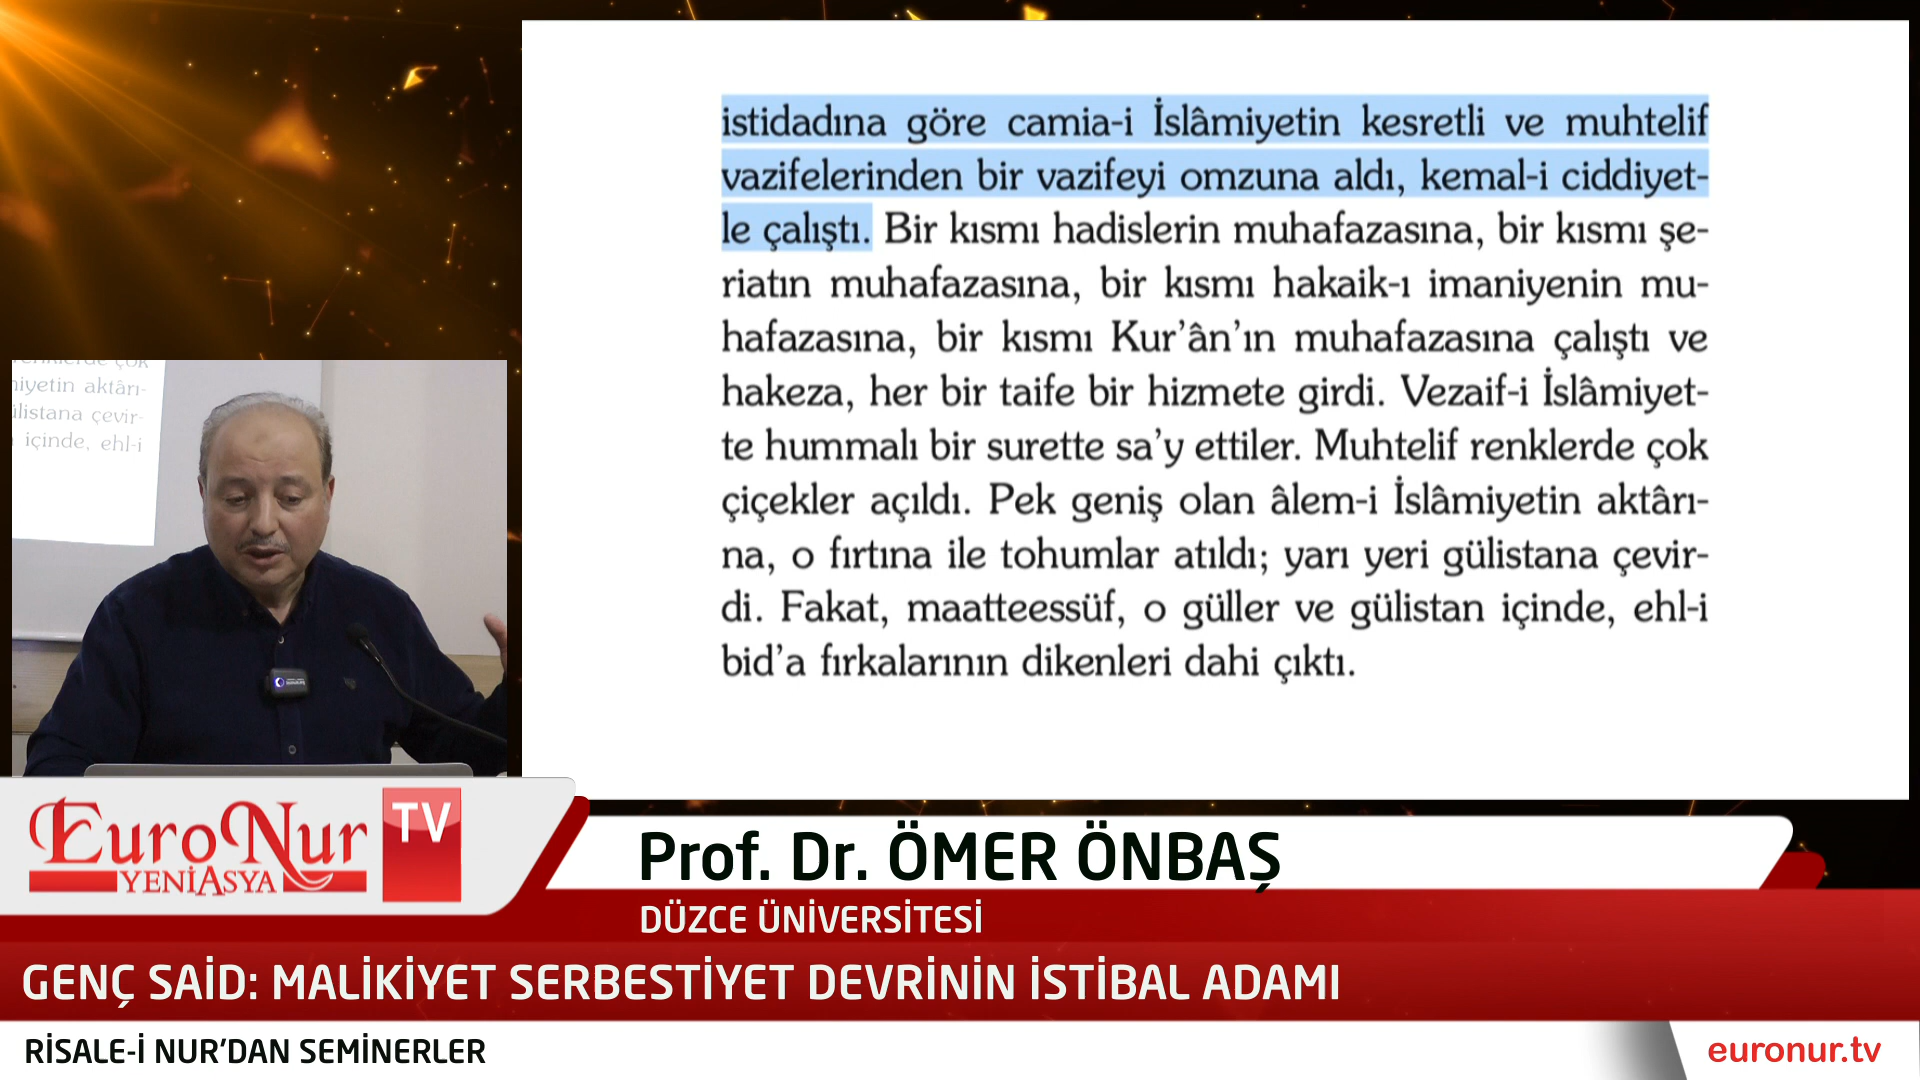 istidadına göre camia-i İslâmiyetin kesretli ve muhtelif
vazifelerinden bir vazifeyi omzuna aldı, kemal-i ciddiyet-
le çalıştı. Bir kısmı hadislerin muhafazasına, bir kısmı şe-
riatın muhafazasına, bir kısmı hakaik-ı imaniyenin mu-
hafazasına, bir kısmı Kur’ân’ın muhafazasına çalıştı ve
hakeza, her bir taife bir hizmete girdi. Vezaif-i İslâmiyet-
te hummalı bir surette sa’y ettiler. Muhtelif renklerde çok
çiçekler açıldı. Pek geniş olan âlem-i İslâmiyetin aktârı-
na, o fırtına ile tohumlar atıldı; yarı yeri gülistana çevir-
di. Fakat, maatteessüf, o güller ve gülistan içinde, ehl-i
bid’a fırkalarının dikenleri dahi çıktı.
renklerde çok
niyetin aktârı-
ilistana çevir-
içinde, ehl-i
EuroNur TV
YENİASYA
Prof. Dr. ÖMER ÖNBAŞ
DÜZCE ÜNİVERSİTESİ
GENÇ SAİD: MALİKİYET SERBESTİYET DEVRİNİN İSTİBAL ADAMI
RİSALE-İ NUR’DAN SEMİNERLER
euronur.tv